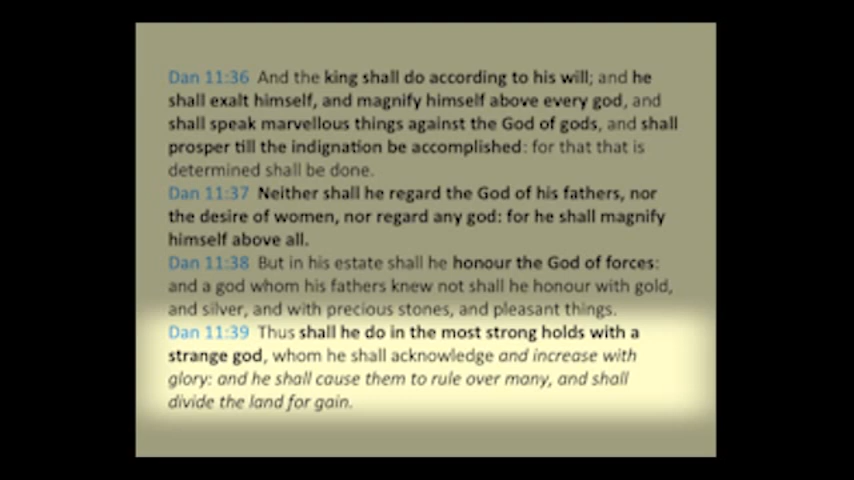 Dan 11:36 And the king shall do according to his will; and he
shall exalt himself, and magnify himself above every god, and
shall speak marvellous things against the God of gods, and shall
prosper till the indignation be accomplished: for that that is
determined shall be done.
Dan 11:37 Neither shall he regard the God of his fathers, nor
the desire of women, nor regard any god: for he shall magnify
himself above all.
Dan 11:38 But in his estate shall he honour the God of forces:
and a god whom his fathers knew not shall he honour with gold,
and silver, and with precious stones, and pleasant things.
Dan 11:39 Thus shall he do in the most strong holds with a
strange god, whom he shall acknowledge and increase with
glory: and he shall cause them to rule over many, and shall
divide the land for gain.